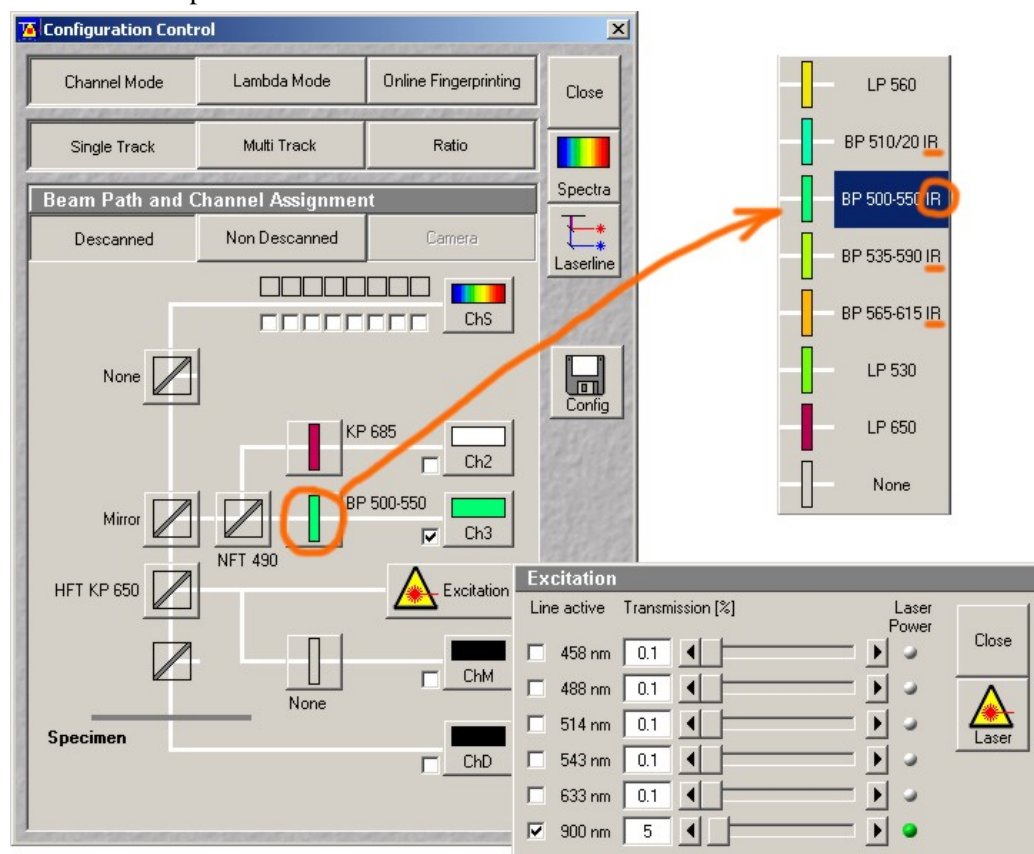 Configuration Control
Channel Mode Lambda Mode Online Fingerprinting Close
Single Track Multi Track Ratio
Spectra
Beam Path and Channel Assignment
Descanned Non Descanned Camera
Laserline
ChS
None
Config
KP 685
Ch2
BP 500-550
Mirror
Ch3
NFT 490
HFT KP 650
Excitation
ChM
None
Specimen
ChD
LP 560
BP 510/20 IR
BP 500-550 IR
BP 535-590 IR
BP 565-615 IR
LP 530
LP 650
None
Excitation
Line active Transmission [%] Laser Power
Close
458 nm 0.1
488 nm 0.1
514 nm 0.1
Laser
543 nm 0.1
633 nm 0.1
900 nm 5